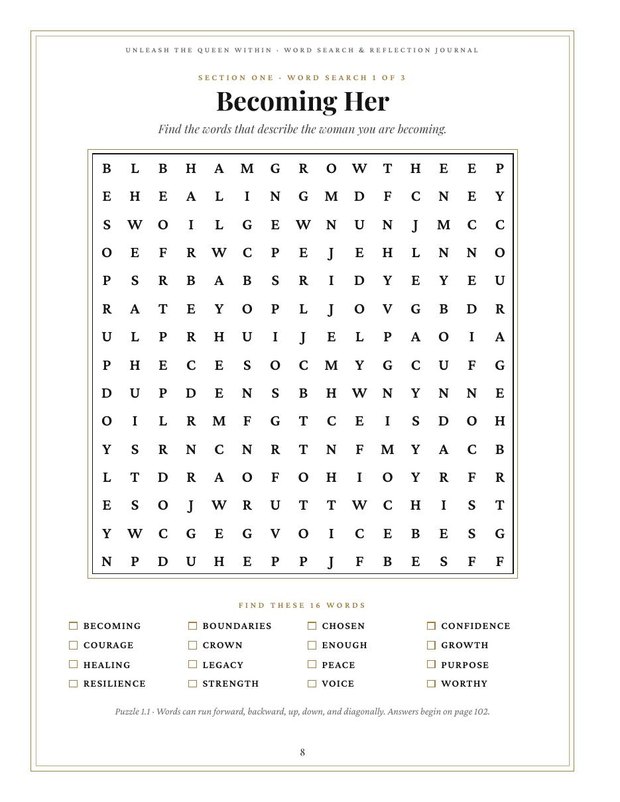 UNLEASH THE QUEEN WITHIN · WORD SEARCH & REFLECTION JOURNAL
SECTION ONE · WORD SEARCH 1 OF 3
Becoming Her
Find the words that describe the woman you are becoming.
B L B H A M G R O W T H E E P
E H E A L I N G M D F C N E Y
S W O I L G E W N U N J M C C
O E F R W C P E J E H L N N O
P S R B A B S R I D Y E Y E U
R A T E Y O P L J O V G B D R
U L P R H U I J E L P A O I A
P H E C E S O C M Y G C U F G
D U P D E N S B H W N Y N N E
O I L R M F G T C E I S D O H
Y S R N C N R T N F M Y A C B
L T D R A O F O H I O Y R F R
E S O J W R U T T W C H I S T
Y W C G E G V O I C E B E S G
N P D U H E P P J F B E S F F
FIND THESE 16 WORDS
BECOMING BOUNDARIES CHOSEN CONFIDENCE
COURAGE CROWN ENOUGH GROWTH
HEALING LEGACY PEACE PURPOSE
RESILIENCE STRENGTH VOICE WORTHY
Puzzle 1.1 · Words can run forward, backward, up, down, and diagonally. Answers begin on page 102.
8